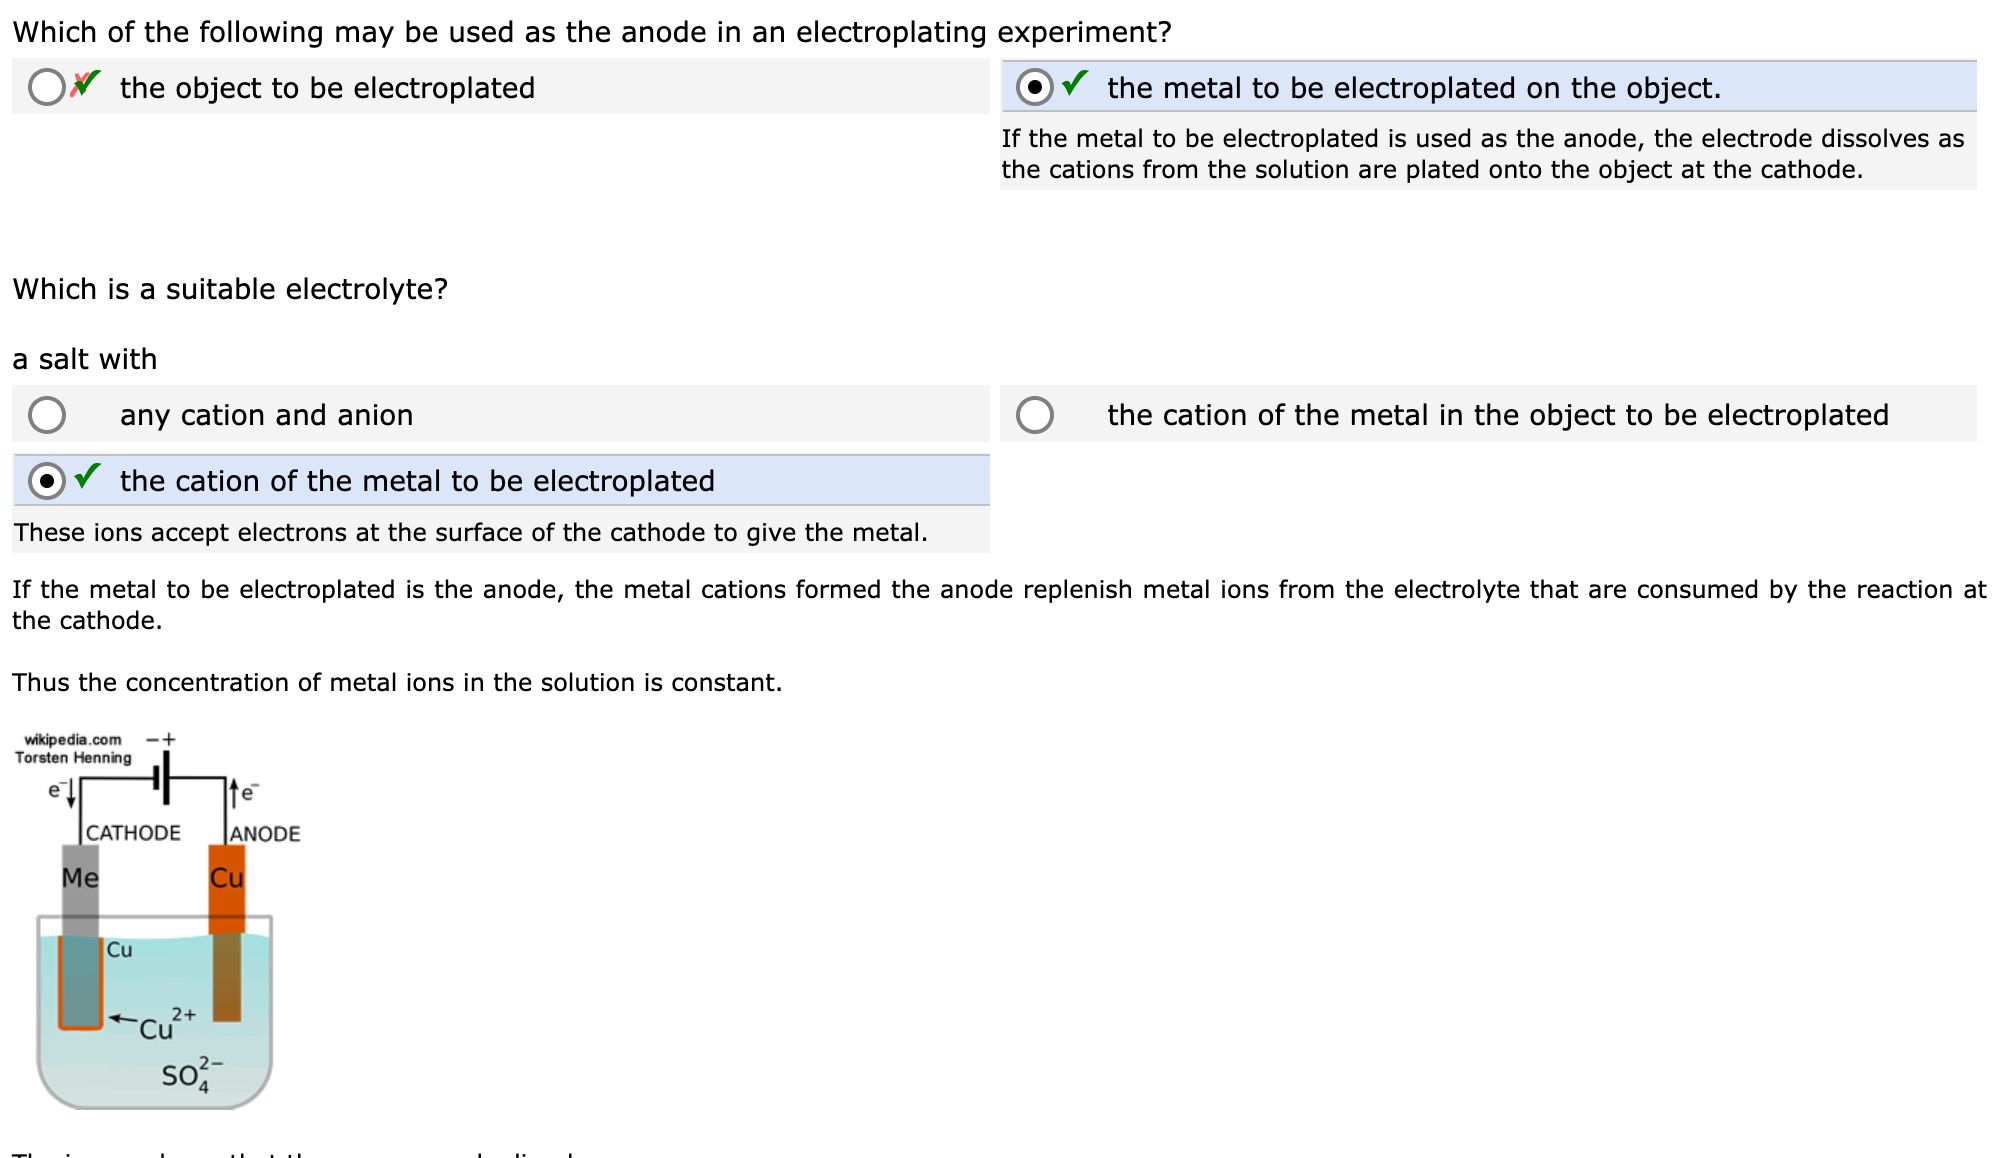 Which of the following may be used as the anode in an electroplating experiment?
the object to be electroplated
the metal to be electroplated on the object.
If the metal to be electroplated is used as the anode, the electrode dissolves as
the cations from the solution are plated onto the object at the cathode.
Which is a suitable electrolyte?
a salt with
any cation and anion
the cation of the metal in the object to be electroplated
the cation of the metal to be electroplated
These ions accept electrons at the surface of the cathode to give the metal.
If the metal to be electroplated is the anode, the metal cations formed the anode replenish metal ions from the electrolyte that are consumed by the reaction at
the cathode.
Thus the concentration of metal ions in the solution is constant.
wikipedia.com
Torsten Henning
− +
e⁻
e⁻
CATHODE
ANODE
Me
Cu
Cu
Cu²⁺
SO₄²⁻